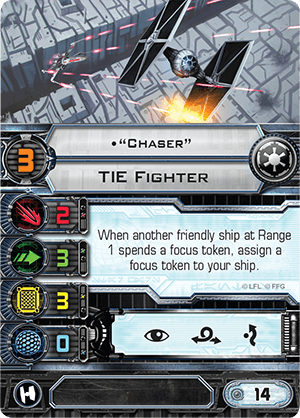 •“Chaser”
3
TIE Fighter
2
When another friendly ship at Range
1 spends a focus token, assign a
focus token to your ship.
3
©LFL ©FFG
3
0
14